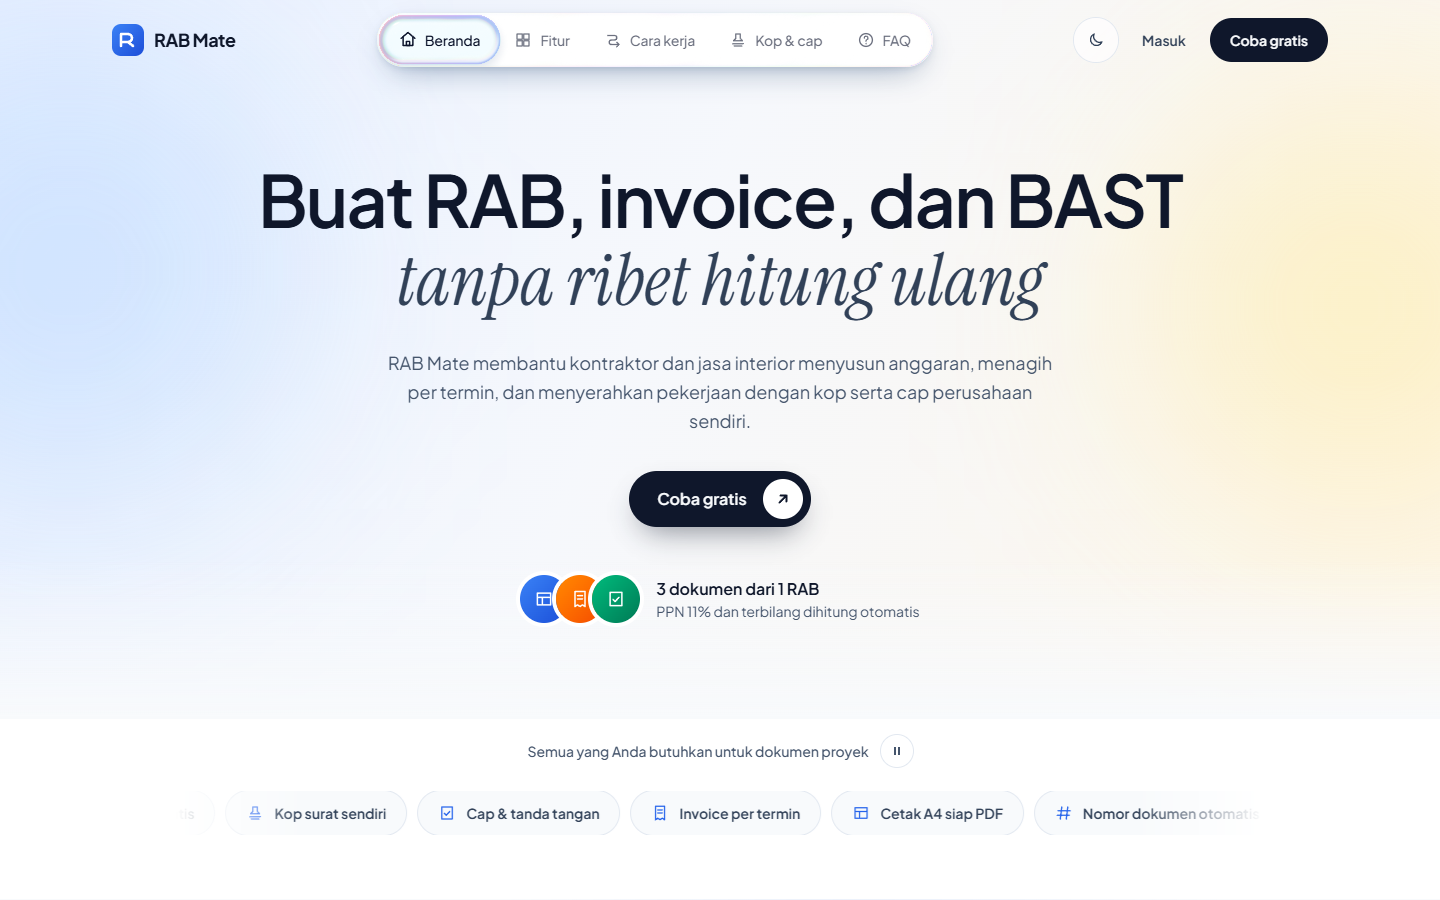 RAB Mate
Beranda
Fitur
Cara kerja
Kop & cap
FAQ
Masuk
Coba gratis
Buat RAB, invoice, dan BAST
tanpa ribet hitung ulang
RAB Mate membantu kontraktor dan jasa interior menyusun anggaran, menagih
per termin, dan menyerahkan pekerjaan dengan kop serta cap perusahaan
sendiri.
Coba gratis
3 dokumen dari 1 RAB
PPN 11% dan terbilang dihitung otomatis
Semua yang Anda butuhkan untuk dokumen proyek
tis
Kop surat sendiri
Cap & tanda tangan
Invoice per termin
Cetak A4 siap PDF
Nomor dokumen otomatis